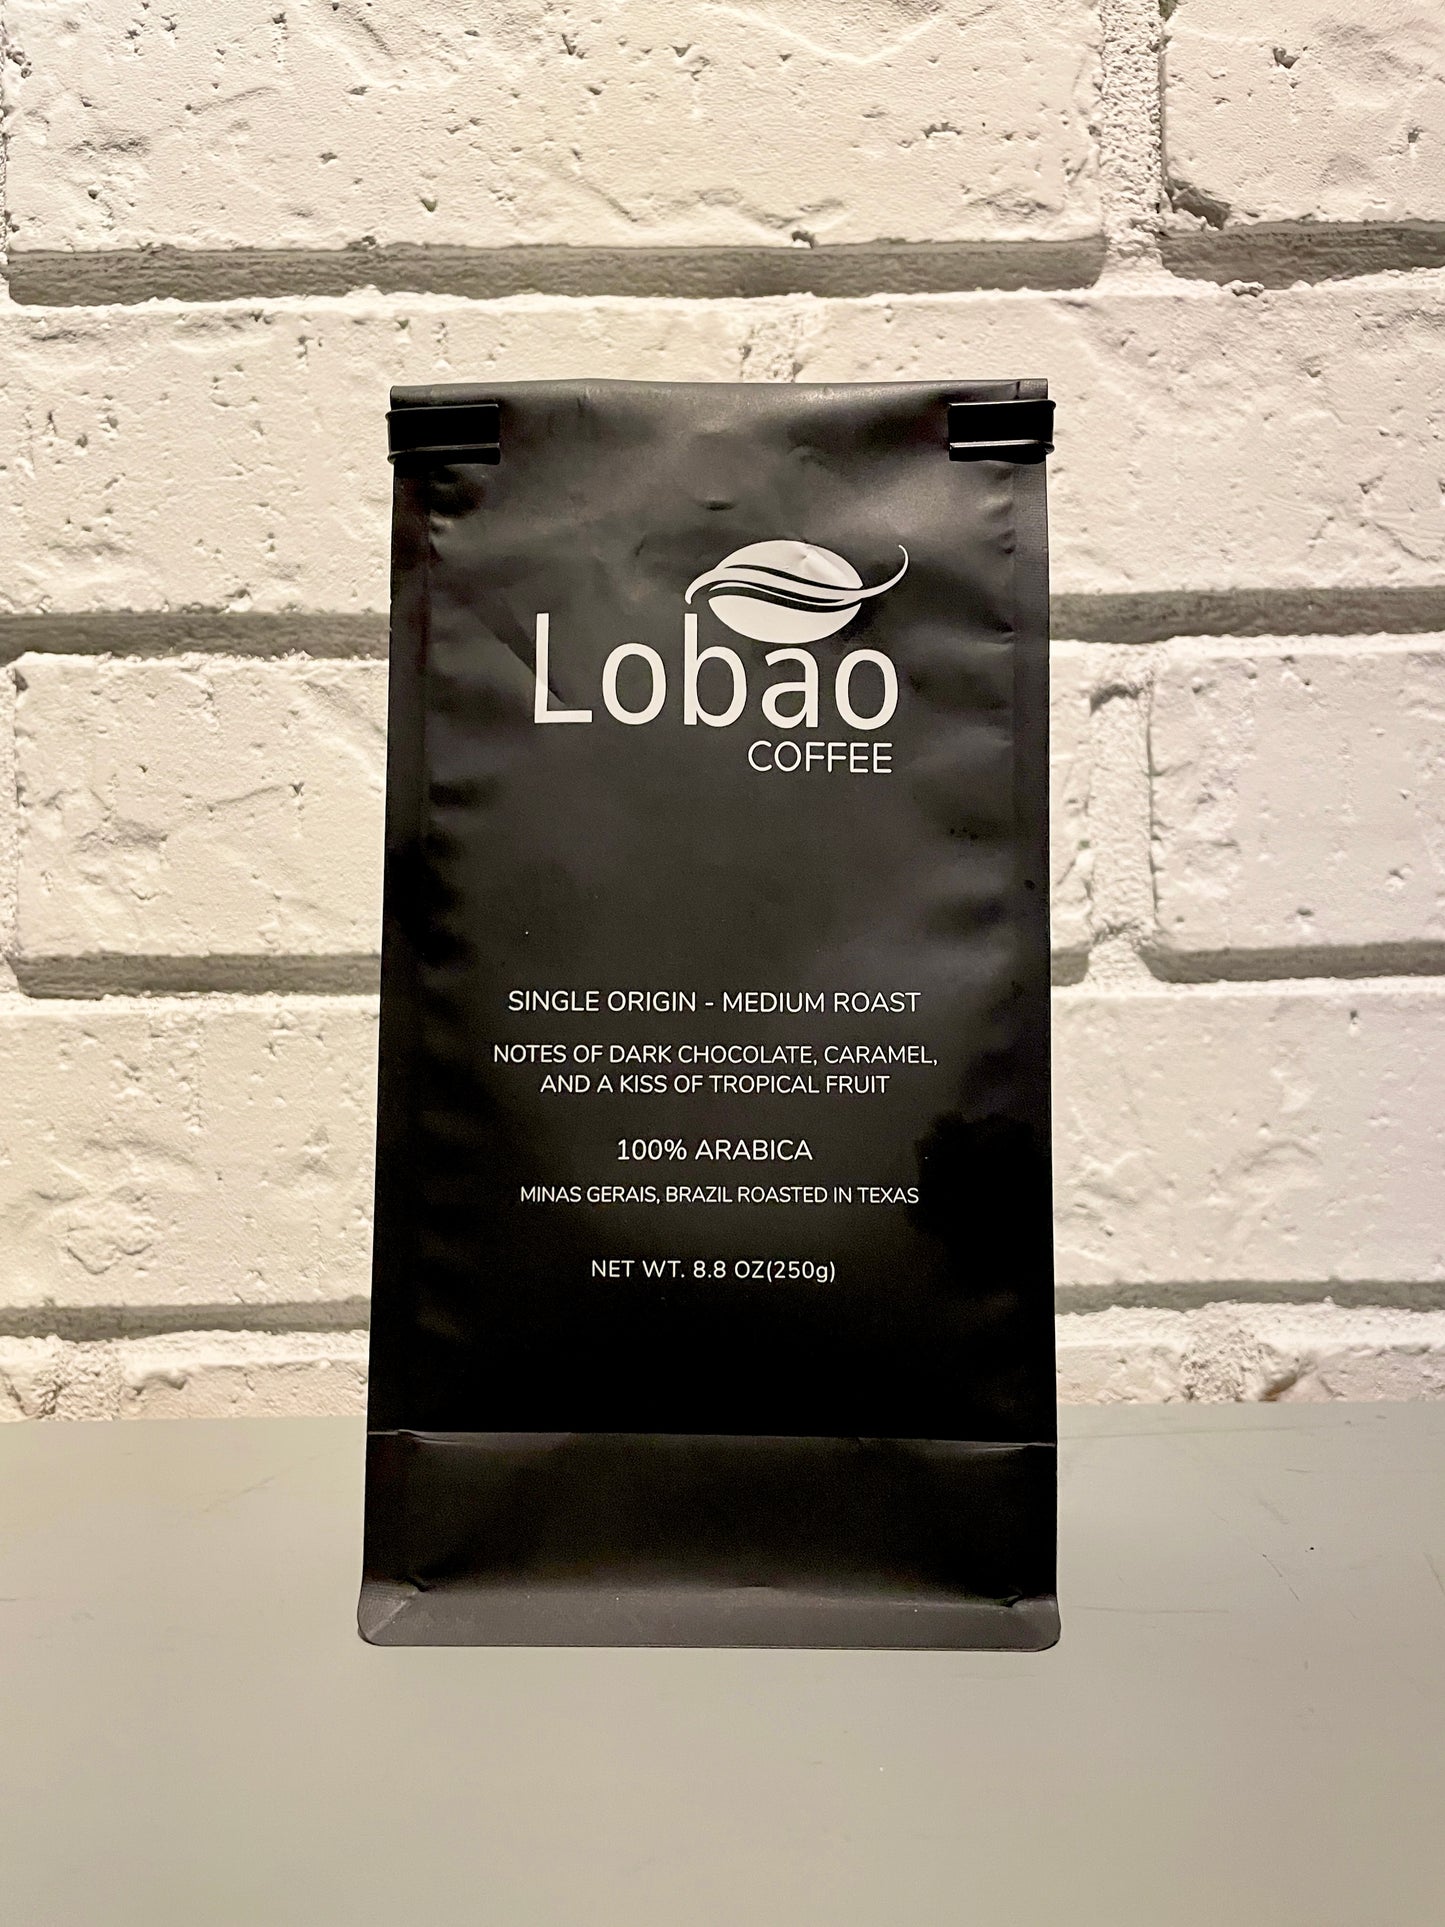 Lobao
COFFEE
SINGLE ORIGIN - MEDIUM ROAST
NOTES OF DARK CHOCOLATE, CARAMEL,
AND A KISS OF TROPICAL FRUIT
100% ARABICA
MINAS GERAIS, BRAZIL ROASTED IN TEXAS
NET WT. 8.8 OZ(250g)